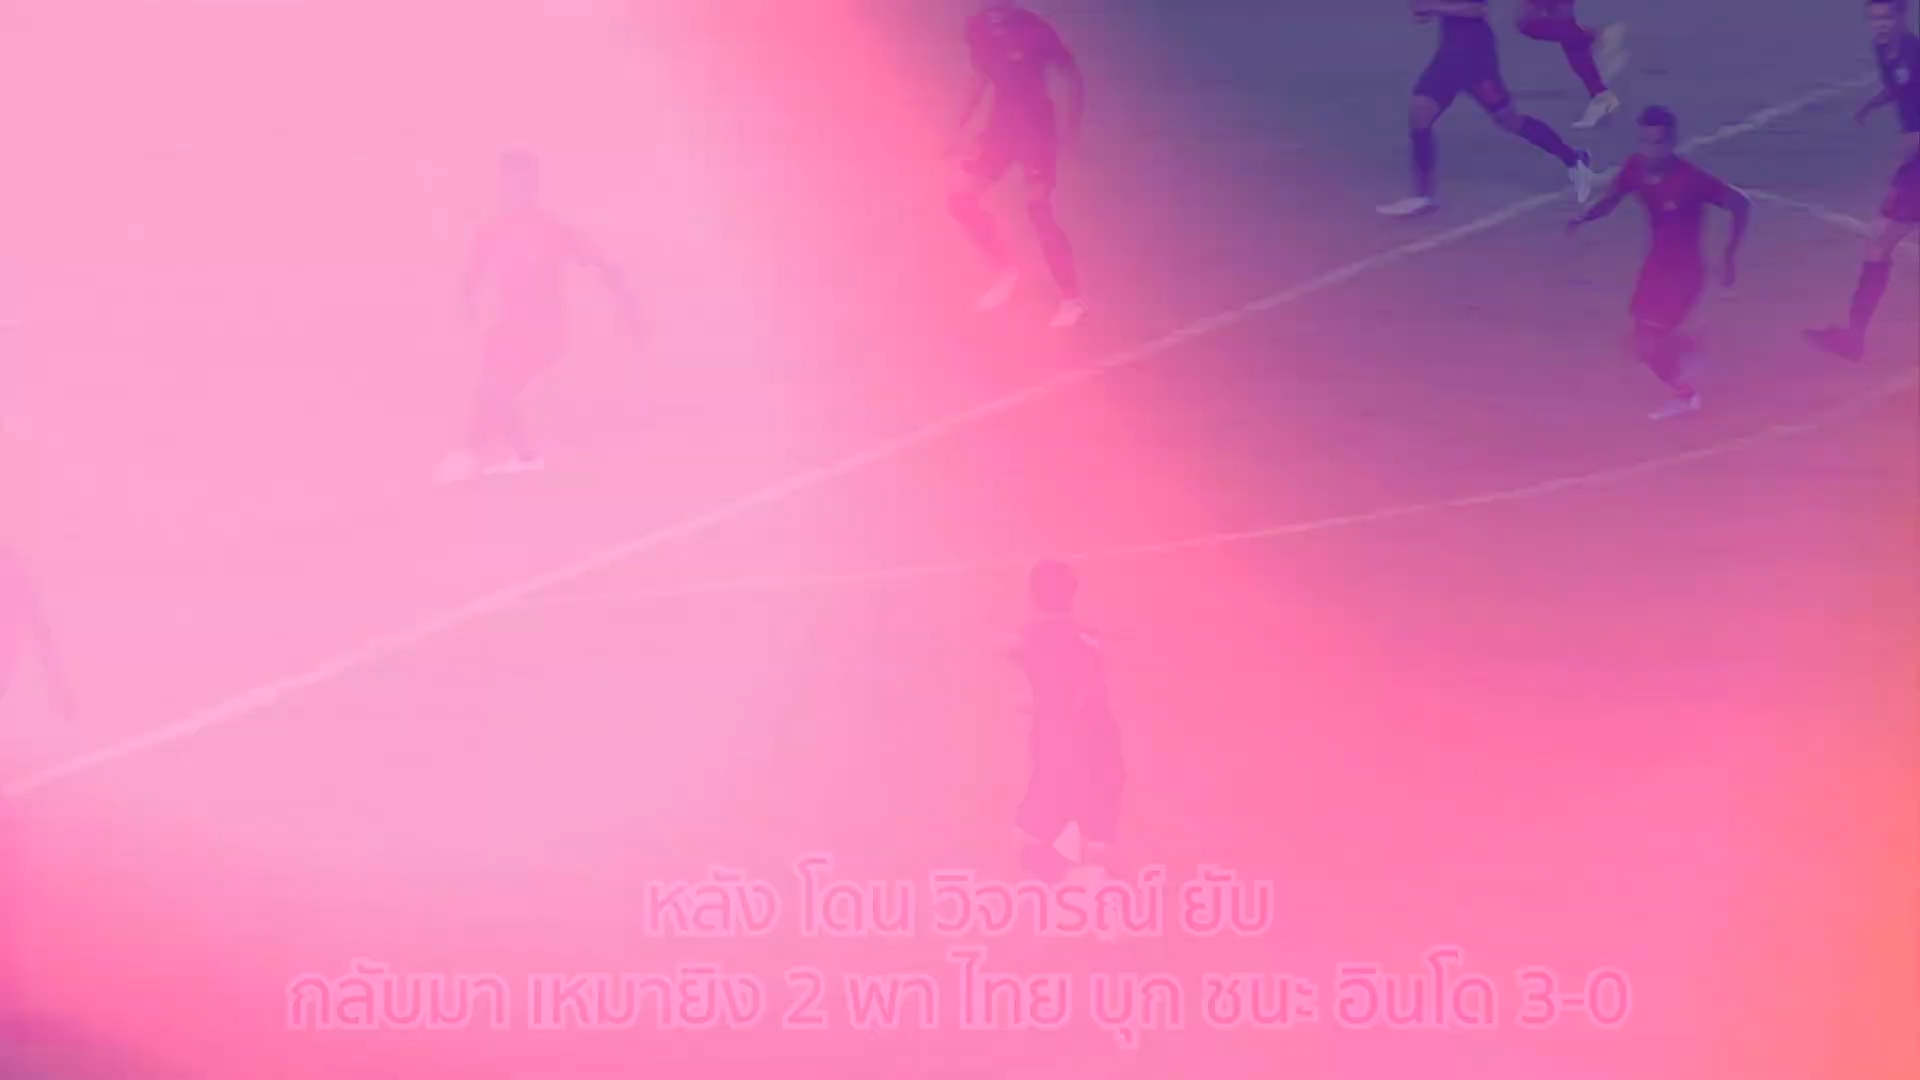 หลัง โดน วิจารณ์ ยับ
กลับมา เหมายิง 2 พา ไทย บุก ชนะ อินโด 3-0